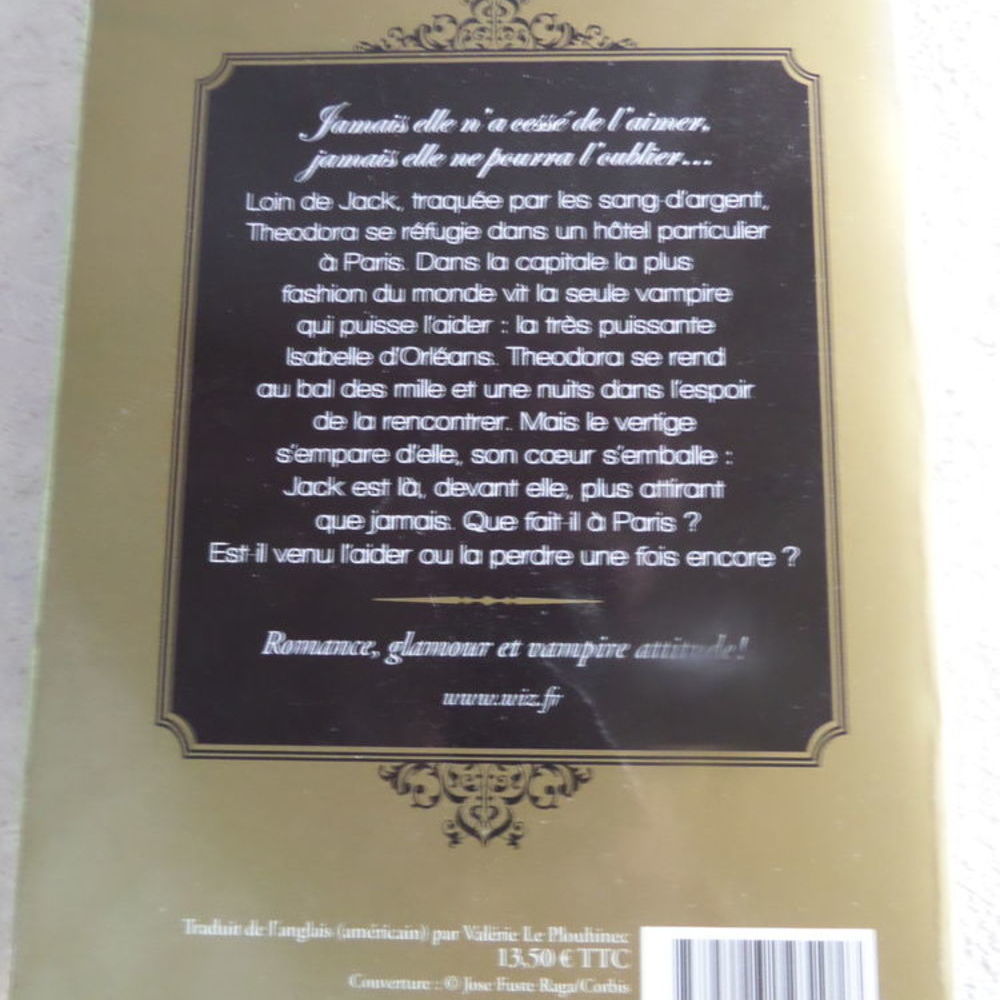 Jamais elle n'a cessé de l'aimer,
jamais elle ne pourra l'oublier...
Loin de Jack, traquée par les sang-d'argent,
Theodora se réfugie dans un hôtel particulier
à Paris. Dans la capitale la plus
fashion du monde vit la seule vampire
qui puisse l'aider : la très puissante
Isabelle d'Orléans. Theodora se rend
au bal des mille et une nuits dans l'espoir
de la rencontrer. Mais le vertige
s'empare d'elle, son cœur s'emballe :
Jack est là, devant elle, plus attirant
que jamais. Que fait-il à Paris ?
Est-il venu l'aider ou la perdre une fois encore ?
Romance, glamour et vampire attitude !
www.wiz.fr
Traduit de l'anglais (américain) par Valérie Le Plouhinec
13,50 € TTC
Couverture : © Jose Fuste Raga/Corbis